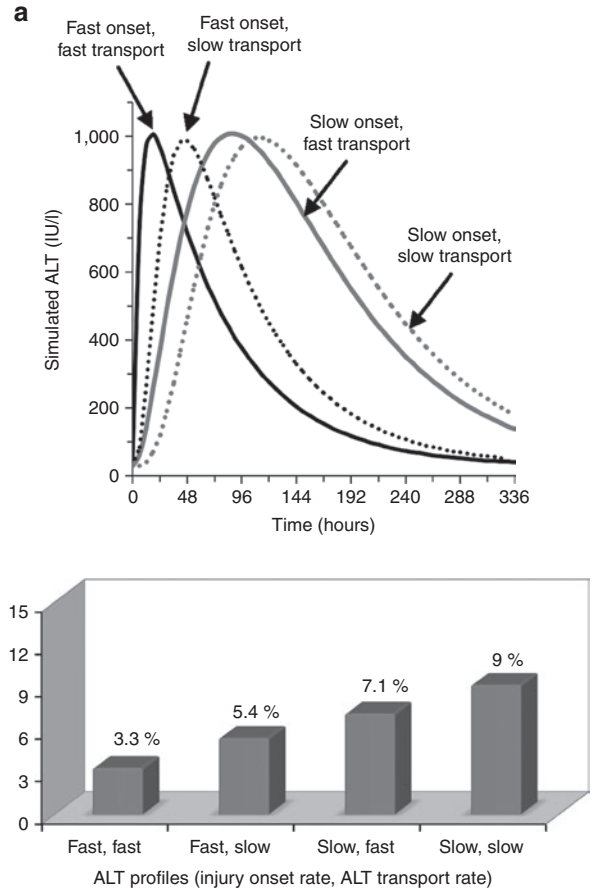 a
Fast onset,
fast transport
Fast onset,
slow transport
Slow onset,
fast transport
Slow onset,
slow transport
Simulated ALT (IU/l)
1,000
800
600
400
200
0
0 48 96 144 192 240 288 336
Time (hours)
15
12
9
6
3
0
3.3 %
5.4 %
7.1 %
9 %
Fast, fast Fast, slow Slow, fast Slow, slow
ALT profiles (injury onset rate, ALT transport rate)